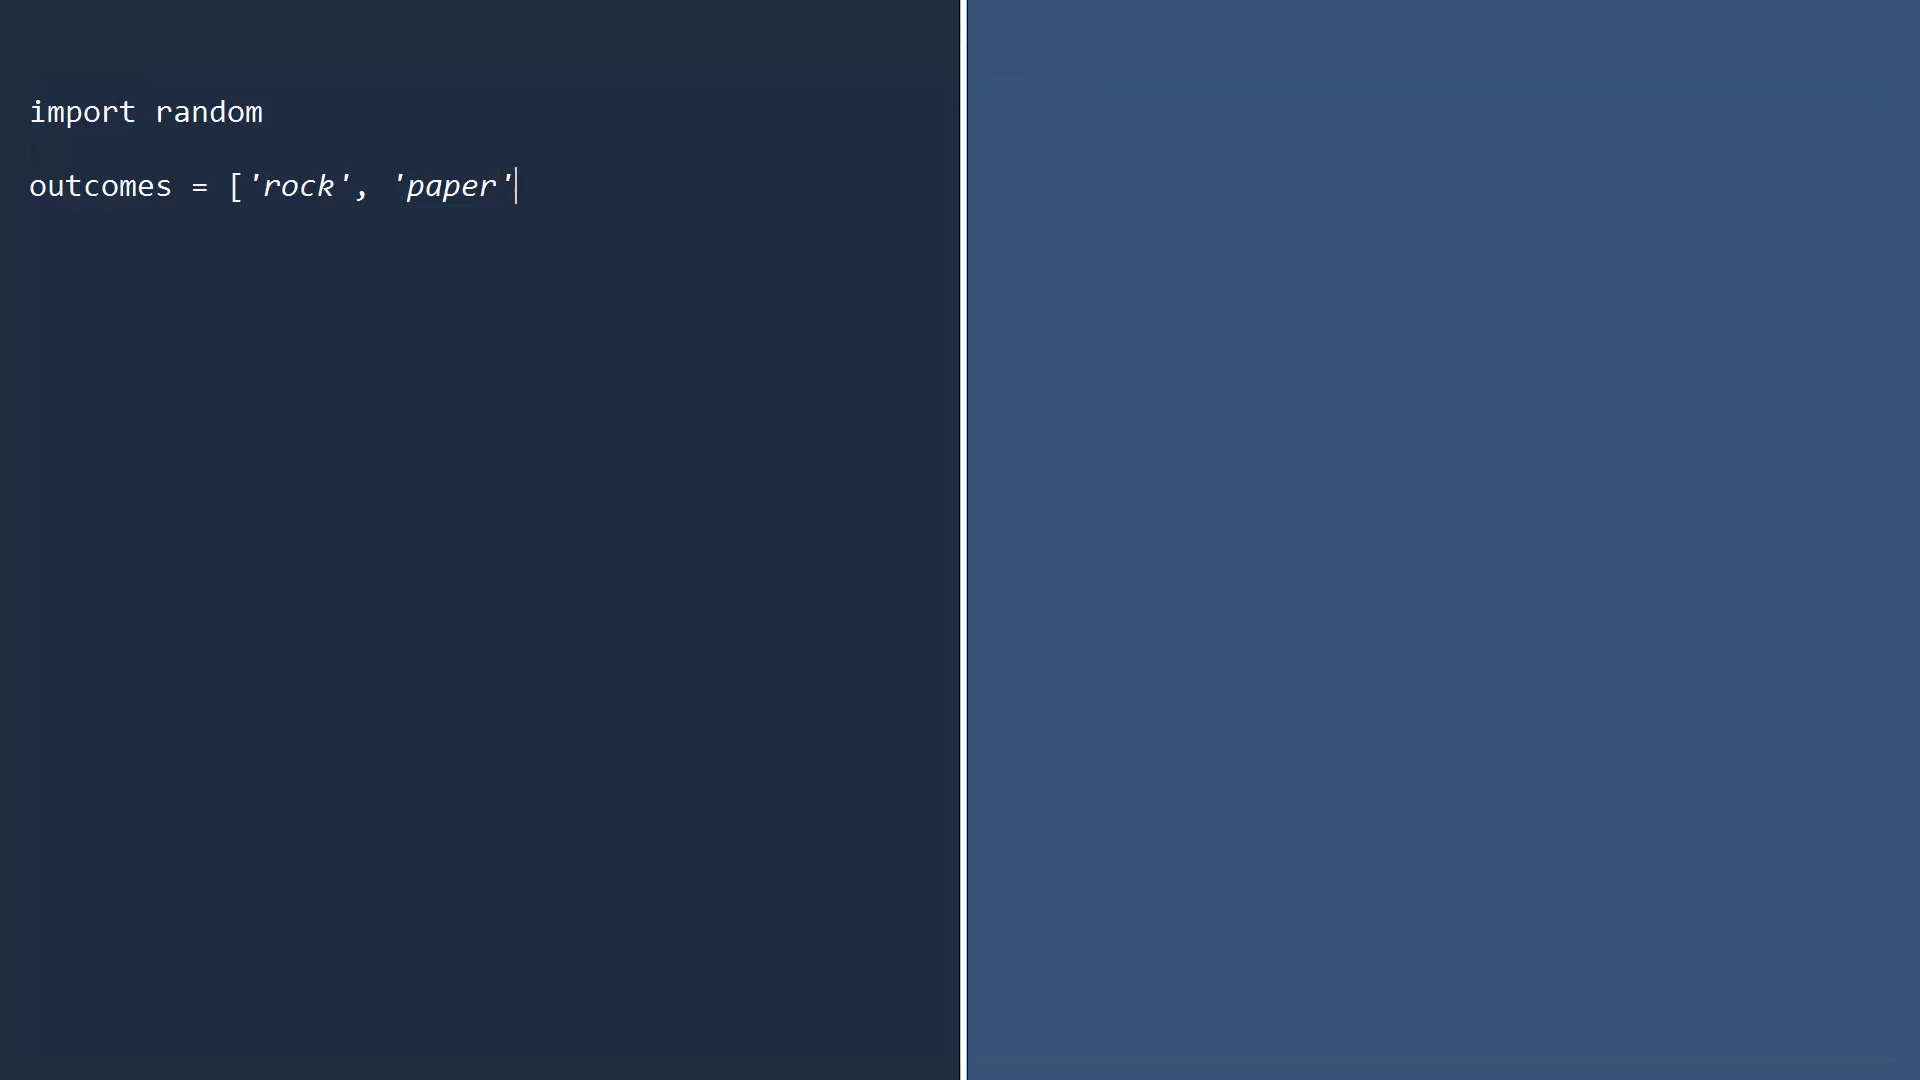 import random
outcomes = ['rock', 'paper'